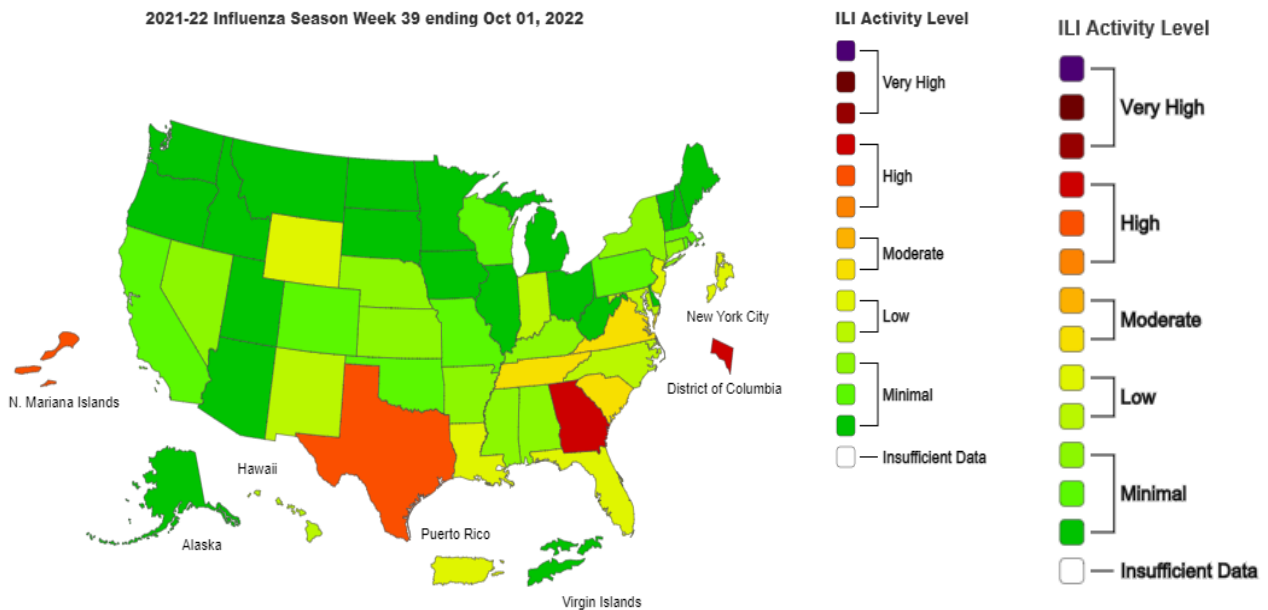 2021-22 Influenza Season Week 39 ending Oct 01, 2022
New York City
District of Columbia
N. Mariana Islands
Hawaii
Alaska
Puerto Rico
Virgin Islands
ILI Activity Level
Very High
High
Moderate
Low
Minimal
Insufficient Data
ILI Activity Level
Very High
High
Moderate
Low
Minimal
Insufficient Data